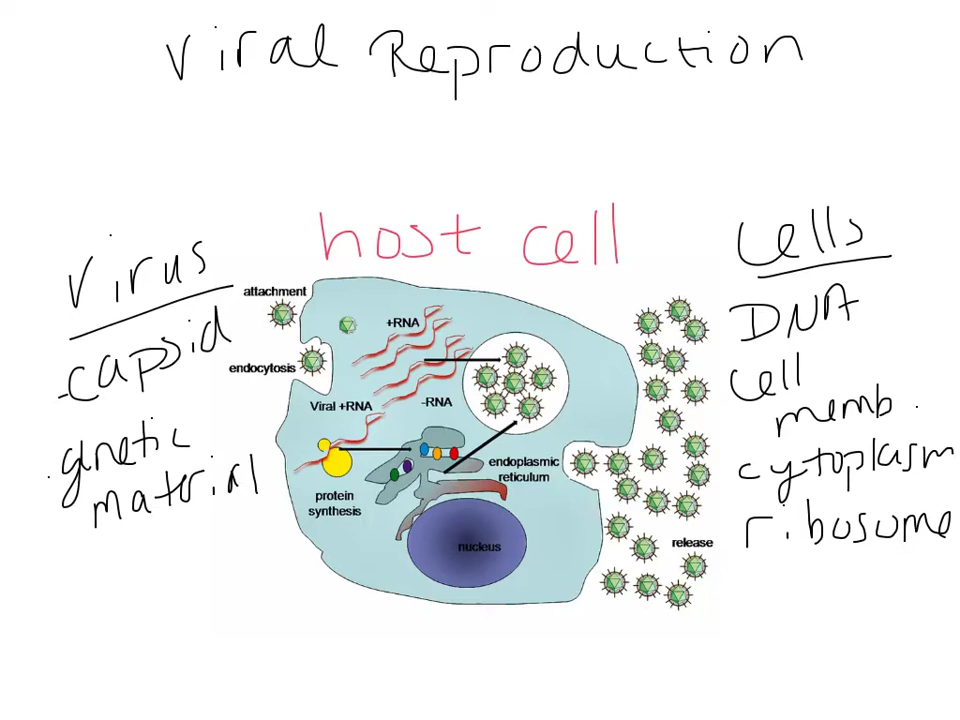 Viral Reproduction
host cell
Virus
-capsid
genetic
material
attachment
endocytosis
+RNA
Viral +RNA
-RNA
protein
synthesis
endoplasmic
reticulum
nucleus
release
Cells
DNA
cell
memb.
cytoplasm
ribosome